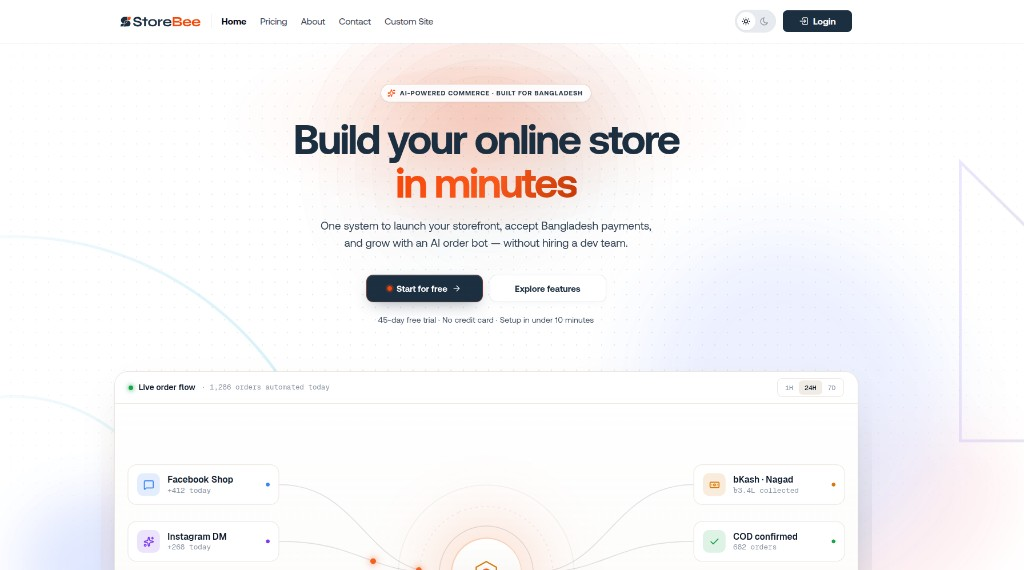 StoreBee
Home Pricing About Contact Custom Site
Login
AI-POWERED COMMERCE · BUILT FOR BANGLADESH
Build your online store
in minutes
One system to launch your storefront, accept Bangladesh payments,
and grow with an AI order bot — without hiring a dev team.
Start for free →
Explore features
45-day free trial · No credit card · Setup in under 10 minutes
Live order flow · 1,286 orders automated today
1H 24H 7D
Facebook Shop
+412 today
bKash · Nagad
৳3.4L collected
Instagram DM
+268 today
COD confirmed
652 orders